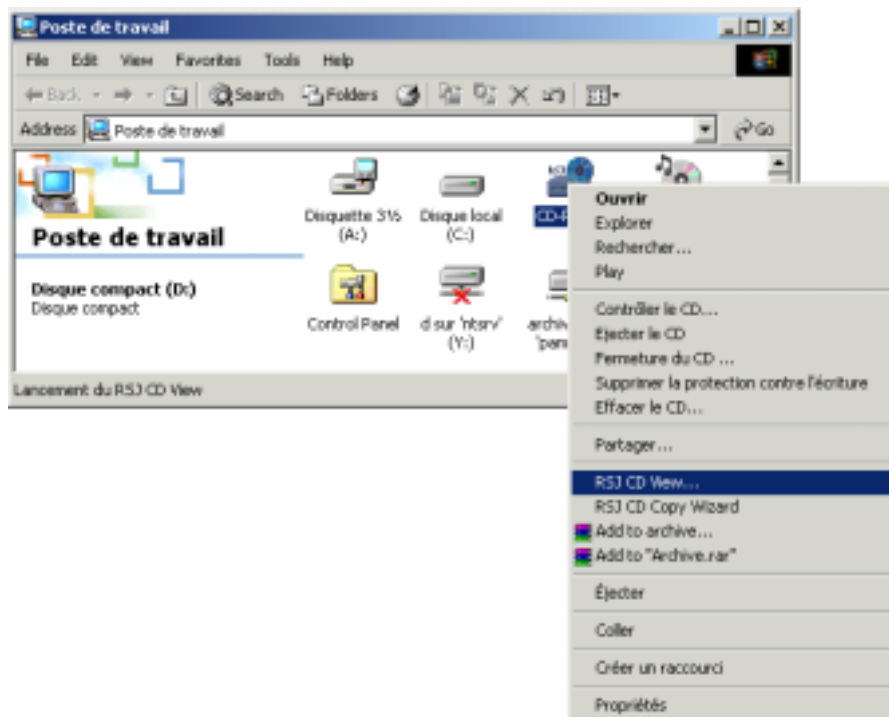 Poste de travail
File Edit View Favorites Tools Help
Back Search Folders
Address Poste de travail Go
Poste de travail
Disque compact (D:)
Disque compact
Disquette 3½ (A:)
Disque local (C:)
Control Panel
d sur 'ntsrv' (Y:)
Lancement du RSJ CD View
Ouvrir
Explorer
Rechercher...
Play
Contrôler le CD...
Ejecter le CD
Fermeture du CD ...
Supprimer la protection contre l'écriture
Effacer le CD...
Partager...
RSJ CD View...
RSJ CD Copy Wizard
Add to archive...
Add to "Archive.rar"
Éjecter
Coller
Créer un raccourci
Propriétés